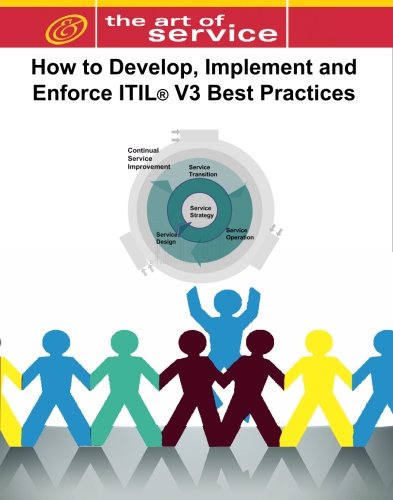 the art of
service
How to Develop, Implement and
Enforce ITIL® V3 Best Practices
Continual
Service
Improvement
Service
Transition
Service
Strategy
Service
Design
Service
Operation